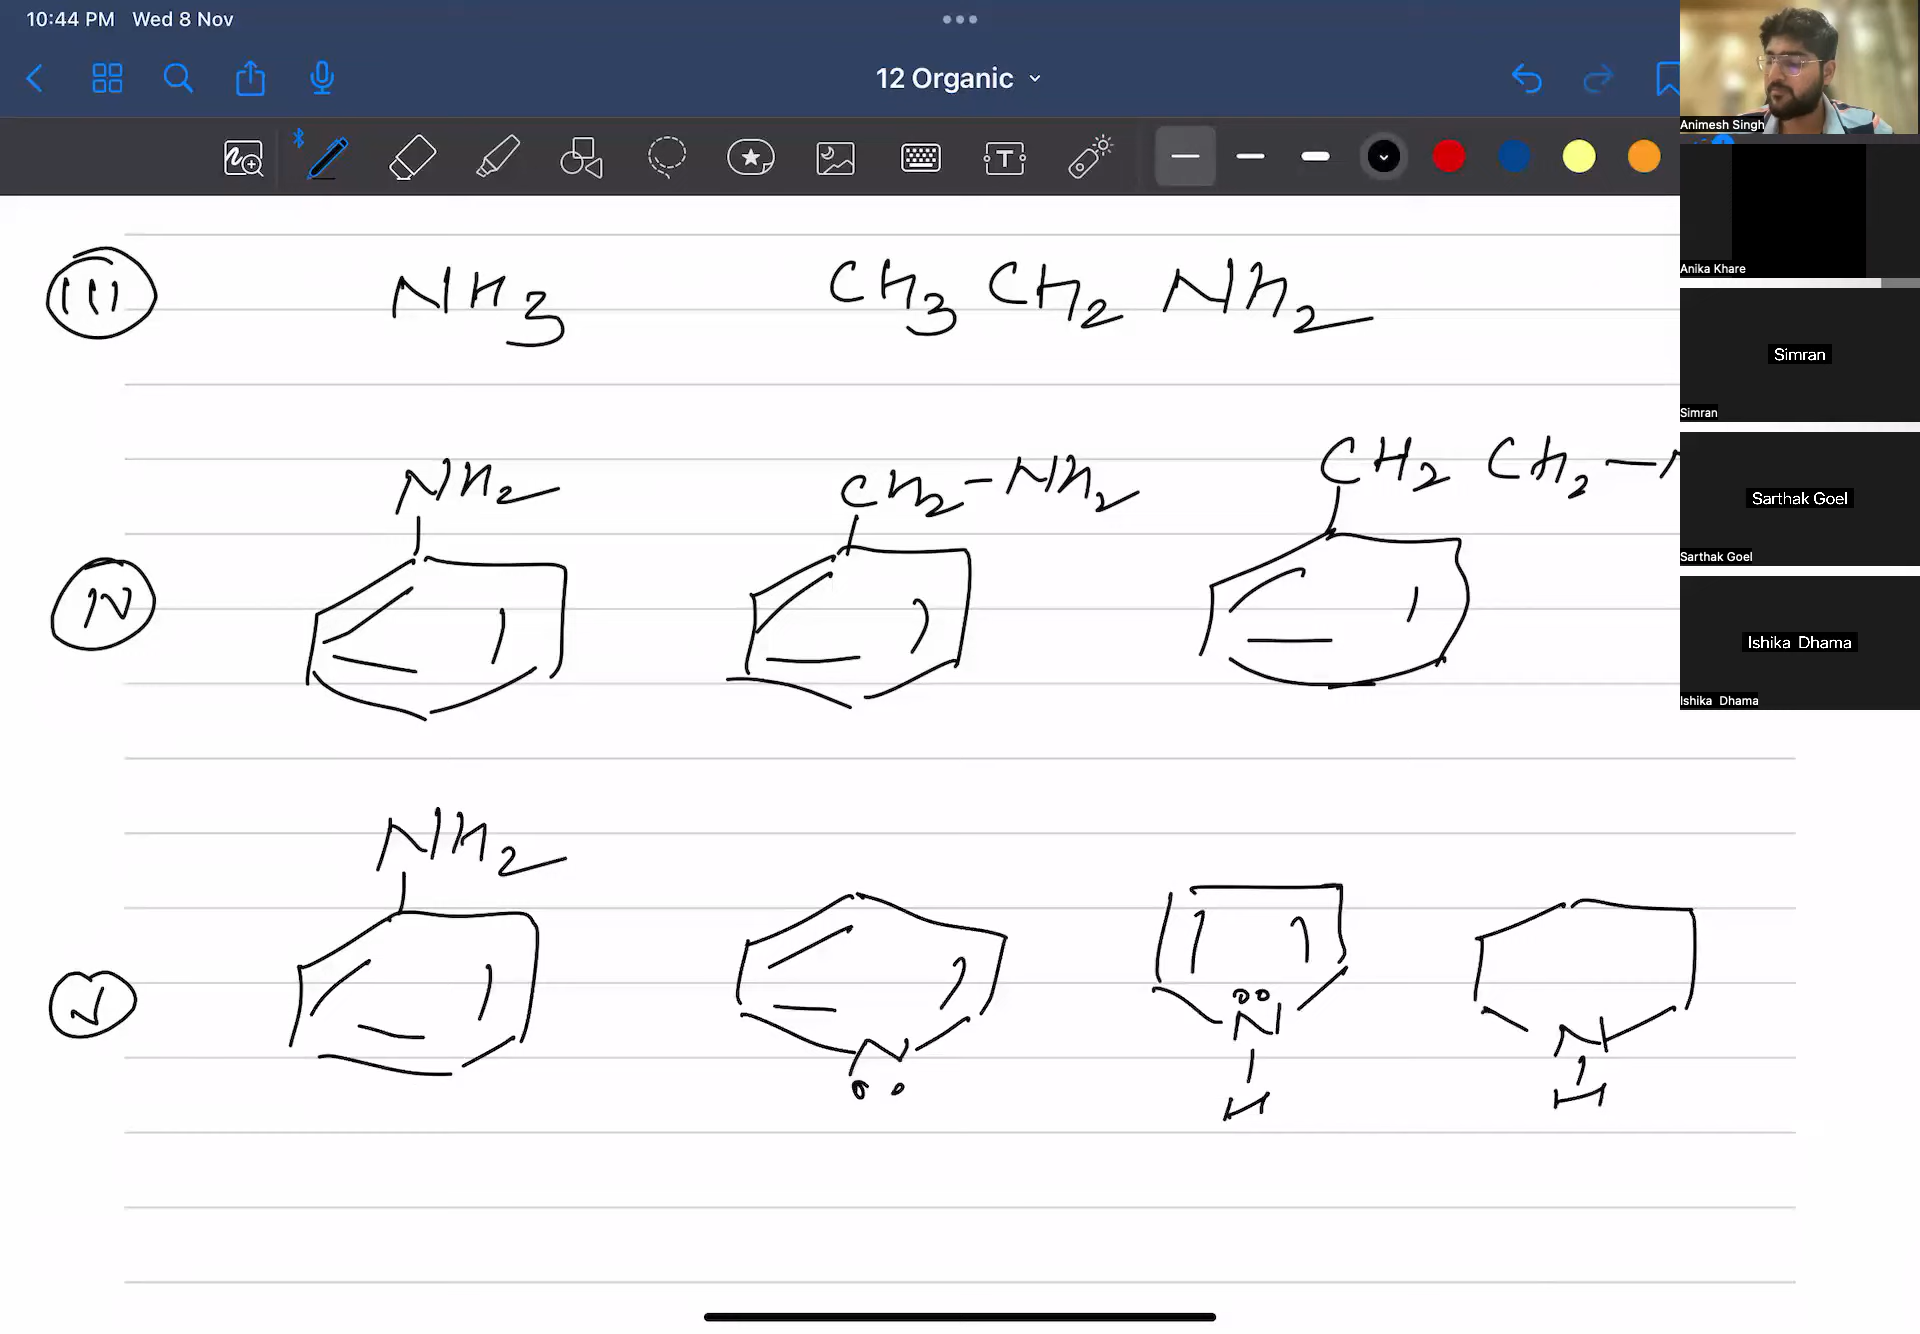 10:44 PM Wed 8 Nov
12 Organic
Animesh Singh
Anika Khare
Simran
Simran
Sarthak Goel
Sarthak Goel
Ishika Dhama
Ishika Dhama
III NH3 CH3 CH2 NH2
IV NH2 CH2-NH2 CH2 CH2-
V NH2
N N N
H H